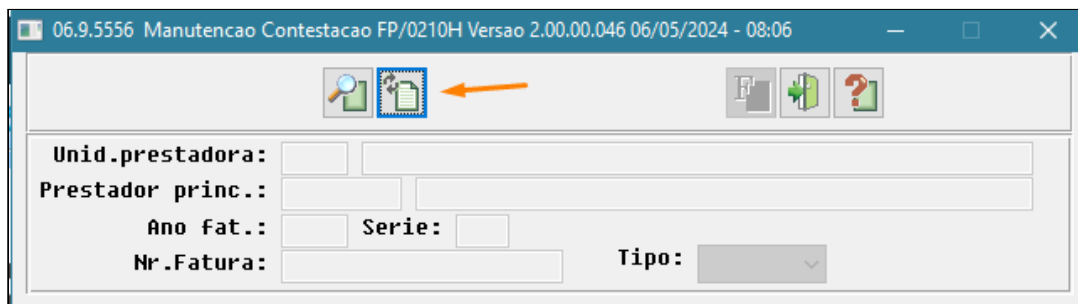 06.9.5556 Manutencao Contestacao FP/0210H Versao 2.00.00.046 06/05/2024 - 08:06
F
Unid.prestadora:
Prestador princ.:
Ano fat.: Serie:
Nr.Fatura: Tipo: